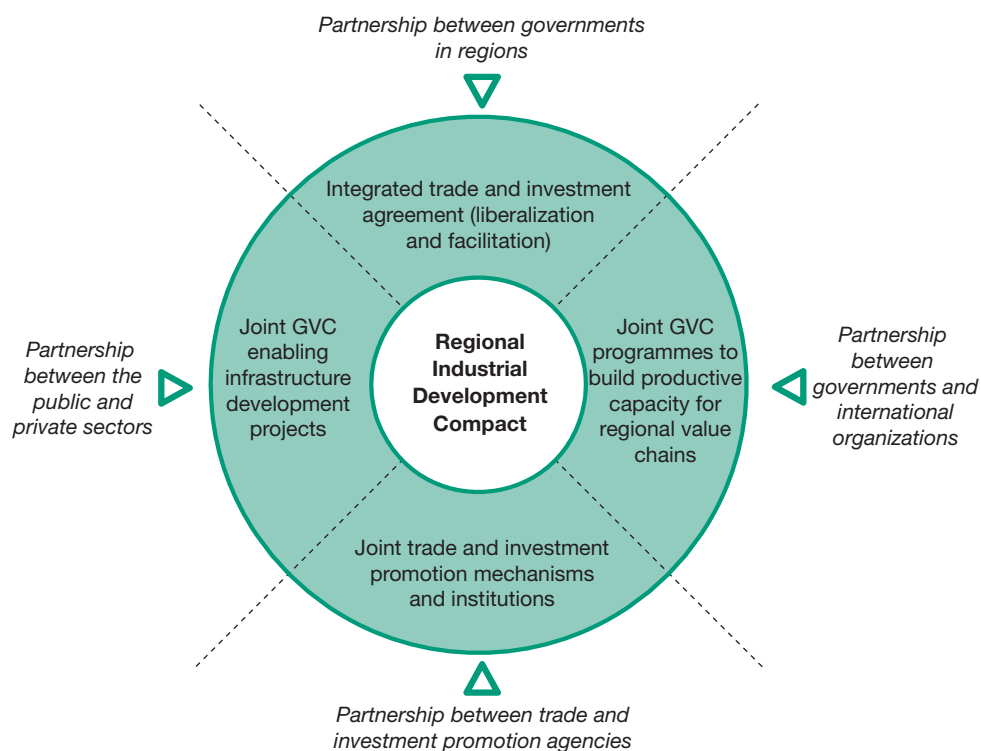 Partnership between governments
in regions
Integrated trade and investment
agreement (liberalization
and facilitation)
Partnership
between the
public and
private sectors
Joint GVC
enabling
infrastructure
development
projects
Regional
Industrial
Development
Compact
Joint GVC
programmes to
build productive
capacity for
regional value
chains
Partnership
between
governments and
international
organizations
Joint trade and investment
promotion mechanisms
and institutions
Partnership between trade and
investment promotion agencies